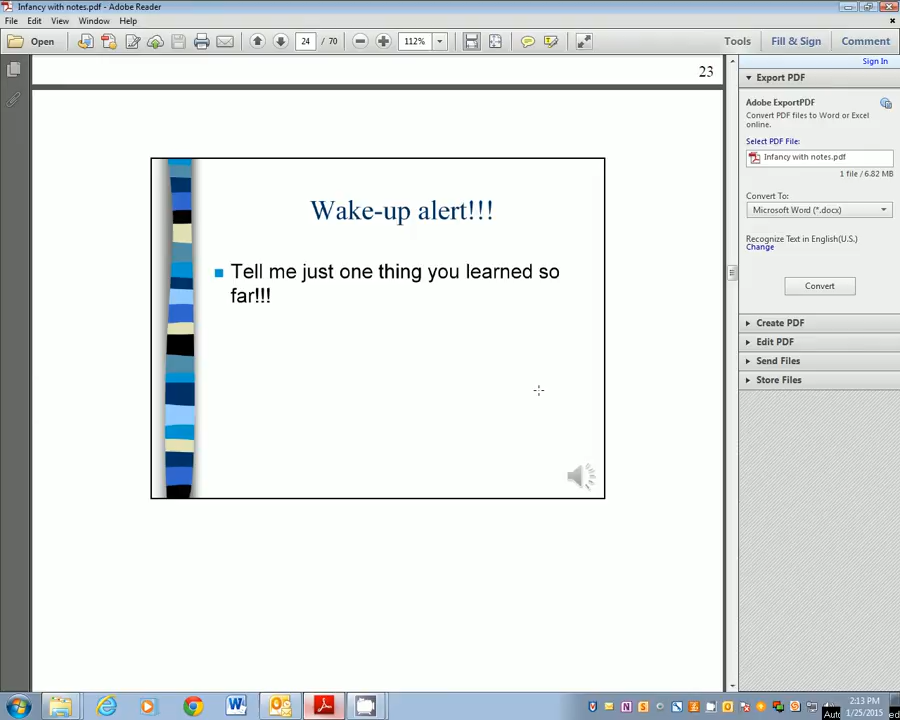 Infancy with notes.pdf - Adobe Reader
File Edit View Window Help
Open 24 / 70 112% Tools Fill & Sign Comment
Sign In
23
Export PDF
Adobe ExportPDF
Convert PDF files to Word or Excel
online.
Select PDF File:
Infancy with notes.pdf
1 file / 6.82 MB
Convert To:
Microsoft Word (*.docx)
Recognize Text in English(U.S.)
Change
Convert
Create PDF
Edit PDF
Send Files
Store Files
Wake-up alert!!!
Tell me just one thing you learned so
far!!!
2:13 PM
1/25/2015